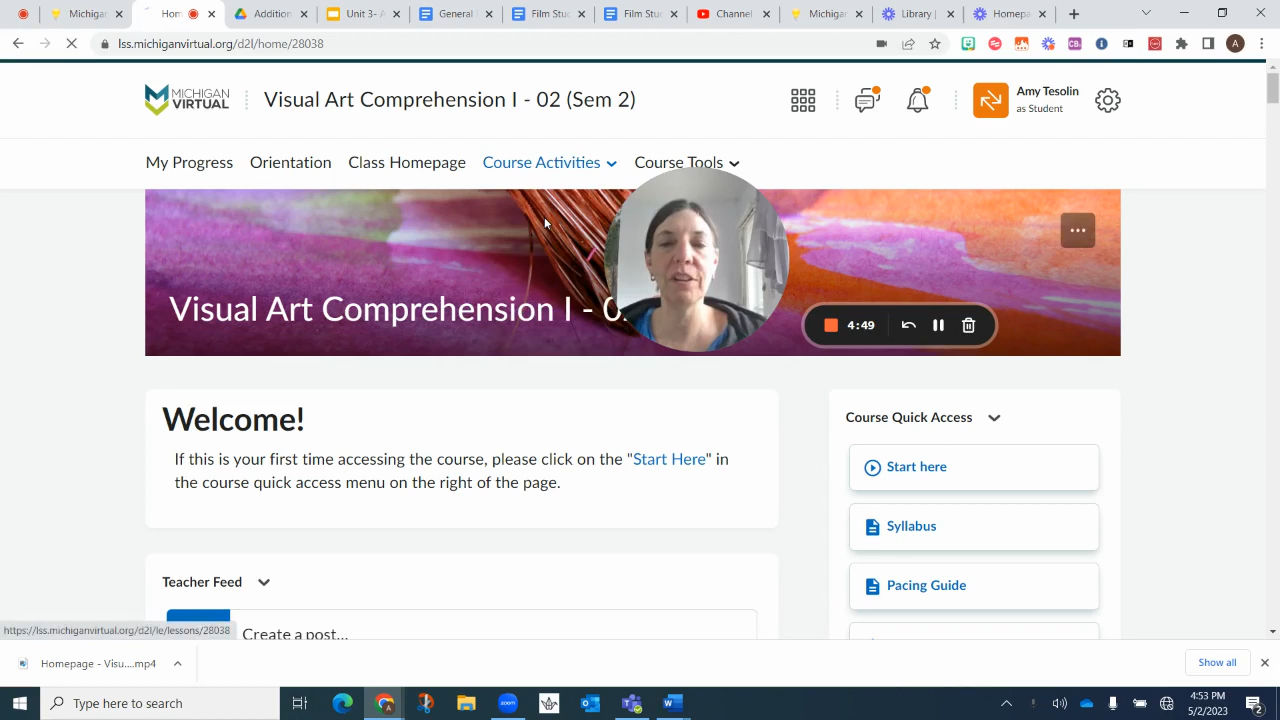 Michigan
Hom
Addition
Unit 3- A
General
Film Stud
Film Stud
Channel
Michigan
Library |
Homepa
lss.michiganvirtual.org/d2l/home/28038
MICHIGAN
VIRTUAL
Visual Art Comprehension I - 02 (Sem 2)
Amy Tesolin
as Student
My Progress
Orientation
Class Homepage
Course Activities
Course Tools
Visual Art Comprehension I - 0
4:49
Welcome!
If this is your first time accessing the course, please click on the "Start Here" in
the course quick access menu on the right of the page.
Course Quick Access
Start here
Syllabus
Pacing Guide
Teacher Feed
Create a post...
https://lss.michiganvirtual.org/d2l/le/lessons/28038
Homepage - Visu....mp4
Show all
Type here to search
zoom
4:53 PM
5/2/2023
2